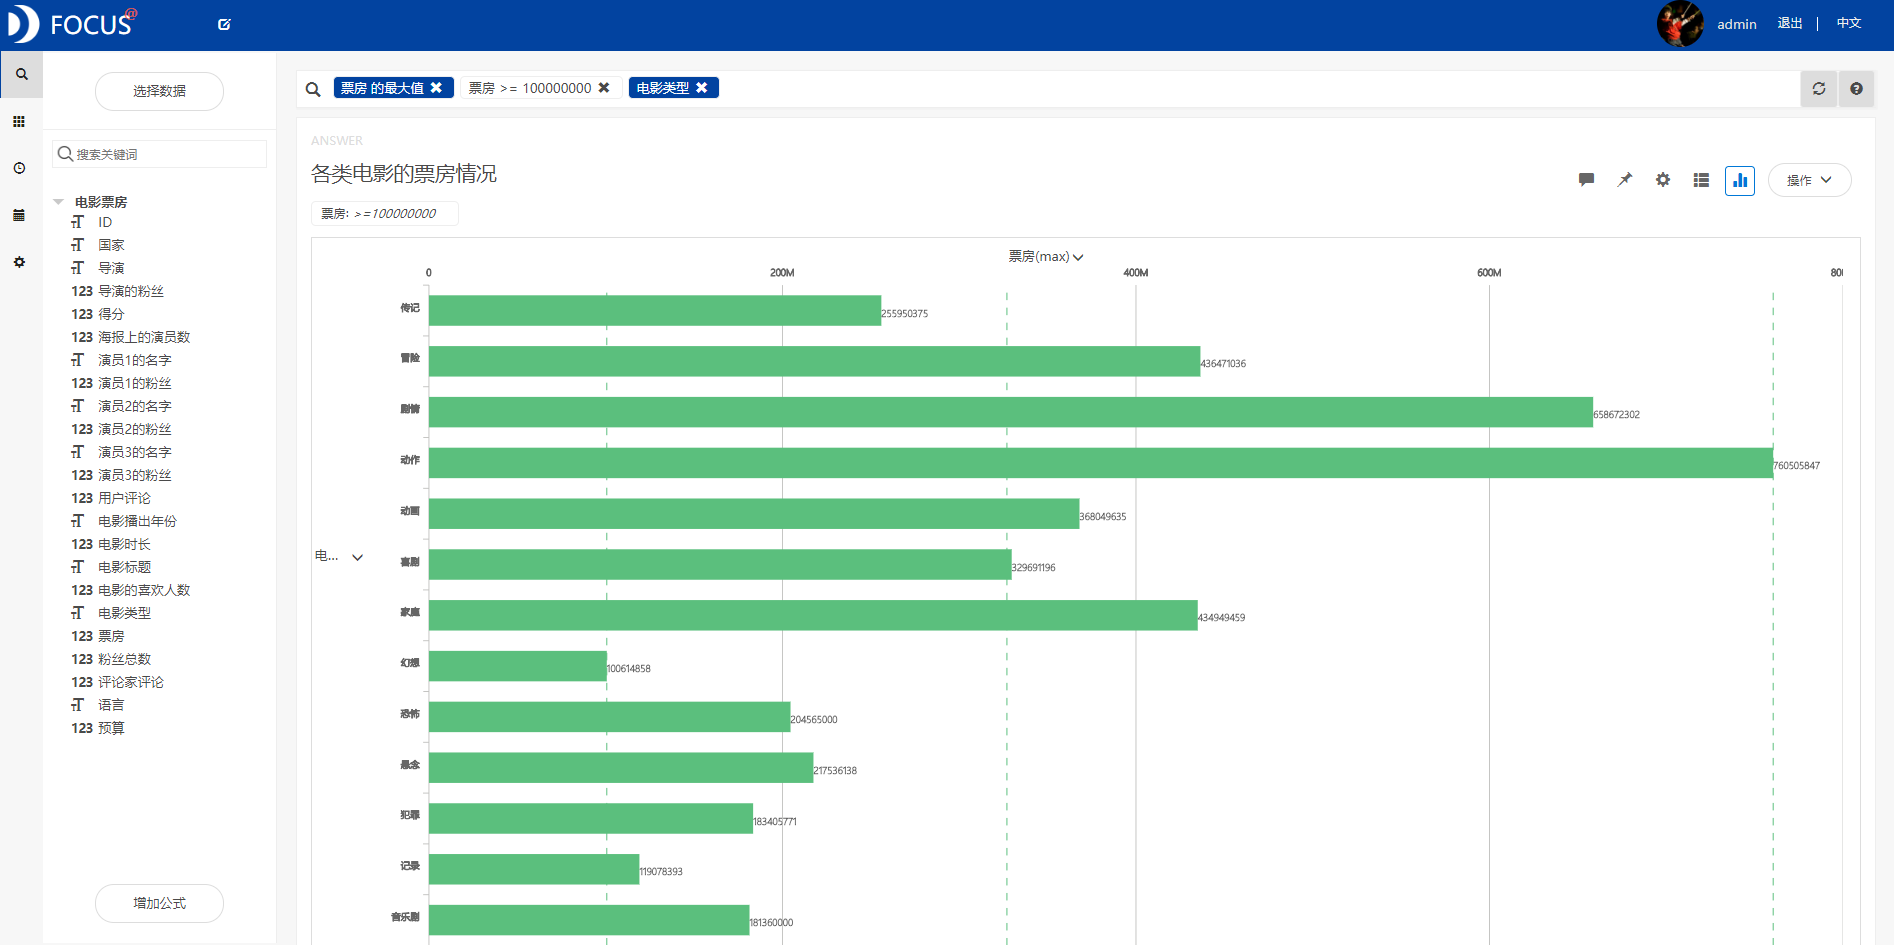 FOCUS@
admin 退出 | 中文
选择数据
票房 的最大值 票房 >= 100000000 电影类型
搜索关键词
ANSWER
各类电影的票房情况
操作
票房: >=100000000
电影票房
ID
国家
导演
123 导演的粉丝
123 得分
123 海报上的演员数
演员1的名字
123 演员1的粉丝
演员2的名字
123 演员2的粉丝
演员3的名字
123 演员3的粉丝
123 用户评论
电影播出年份
123 电影时长
电影标题
123 电影的喜欢人数
电影类型
123 票房
123 粉丝总数
123 评论家评论
语言
123 预算
增加公式
票房(max)
0 200M 400M 600M
电...
传记 255950375
冒险 436471036
剧情 658672302
动作 760505847
动画 368049635
喜剧 329691196
家庭 434949459
幻想 100614858
恐怖 204565000
悬念 217536138
犯罪 183405771
记录 119078393
音乐剧 181360000